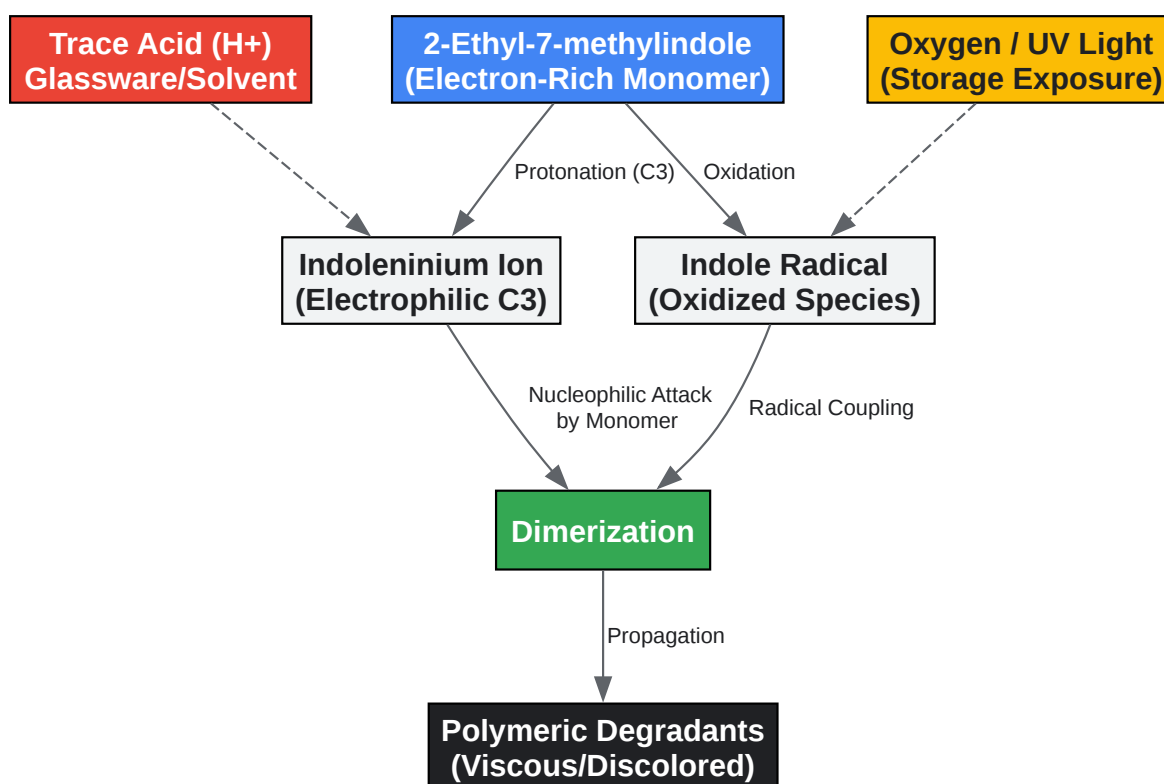 Trace Acid (H+)
Glassware/Solvent
2-Ethyl-7-methylindole
(Electron-Rich Monomer)
Oxygen / UV Light
(Storage Exposure)
Protonation (C3)
Oxidation
Indoleninium Ion
(Electrophilic C3)
Indole Radical
(Oxidized Species)
Nucleophilic Attack
by Monomer
Radical Coupling
Dimerization
Propagation
Polymeric Degradants
(Viscous/Discolored)